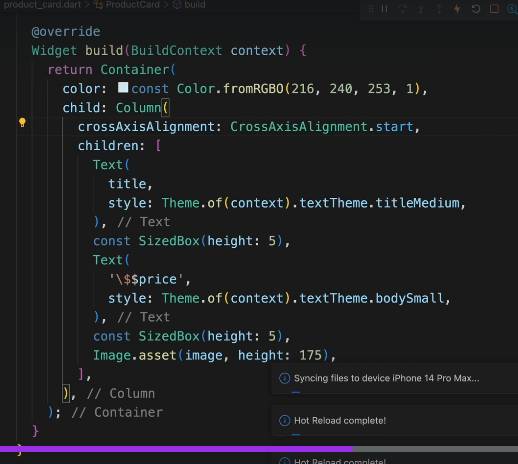 product_card.dart > ProductCard > build
@override
Widget build(BuildContext context) {
return Container(
color: const Color.fromRGBO(216, 240, 253, 1),
child: Column(
crossAxisAlignment: CrossAxisAlignment.start,
children: [
Text(
title,
style: Theme.of(context).textTheme.titleMedium,
), // Text
const SizedBox(height: 5),
Text(
'\$$price',
style: Theme.of(context).textTheme.bodySmall,
), // Text
const SizedBox(height: 5),
Image.asset(image, height: 175),
],
), // Column
); // Container
}
}
Syncing files to device iPhone 14 Pro Max...
Hot Reload complete!
Hot Reload complete!